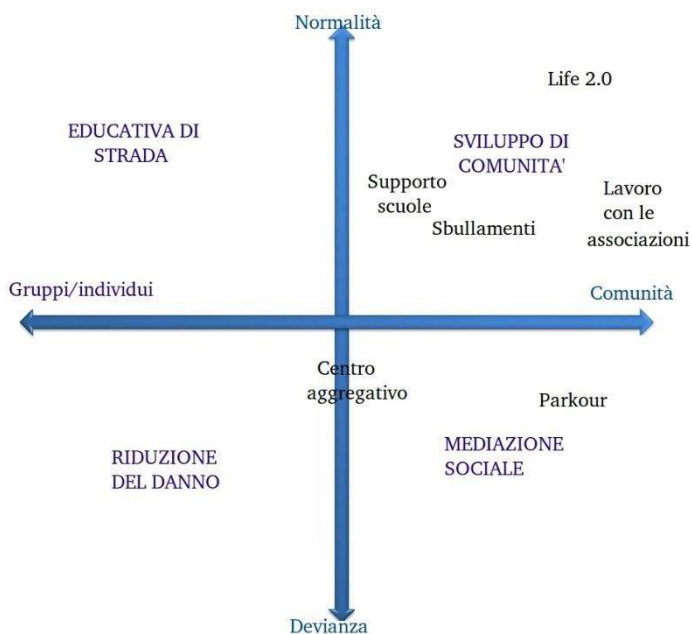 Normalità
Life 2.0
EDUCATIVA DI
STRADA
SVILUPPO DI
COMUNITA'
Supporto
scuole
Sbullamenti
Lavoro
con le
associazioni
Gruppi/individui
Comunità
Centro
aggregativo
Parkour
RIDUZIONE
DEL DANNO
MEDIAZIONE
SOCIALE
Devianza